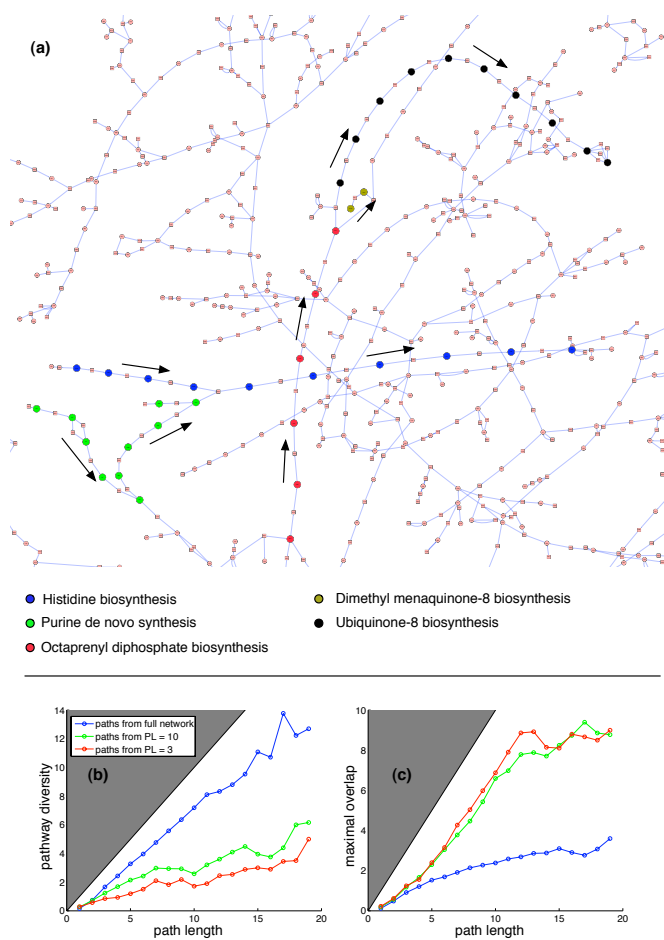 (a)
Histidine biosynthesis
Purine de novo synthesis
Octaprenyl diphosphate biosynthesis
Dimethyl menaquinone-8 biosynthesis
Ubiquinone-8 biosynthesis
14
12
10
8
6
4
2
0
pathway diversity
paths from full network
paths from PL = 10
paths from PL = 3
(b)
0
5
10
15
20
path length
10
8
6
4
2
0
maximal overlap
(c)
0
5
10
15
20
path length